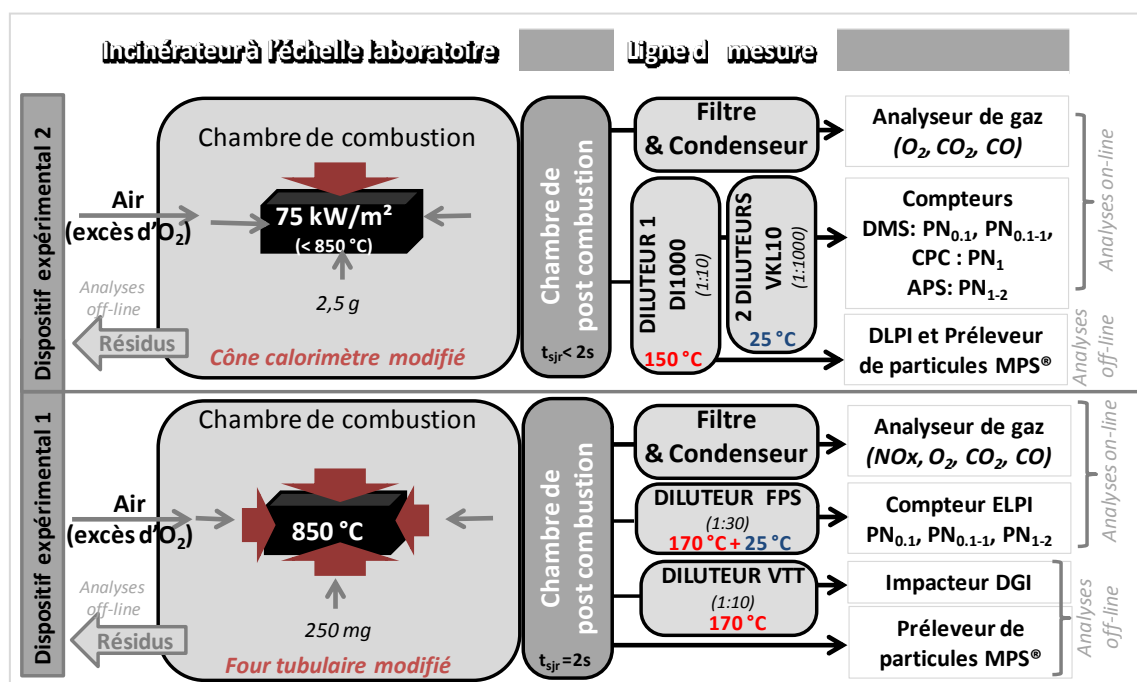 Incinérateur à l'échelle laboratoire
Ligne d mesure
Dispositif expérimental 2
Chambre de combustion
Air
(excès d'O₂)
75 kW/m²
(< 850 °C)
2,5 g
Analyses
off-line
Résidus
Cône calorimètre modifié
Chambre de
post combustion
t_sjr < 2s
Filtre
& Condenseur
DILUTEUR 1
DI1000
(1:10)
150 °C
2 DILUTEURS
VKL10
(1:1000)
25 °C
Analyseur de gaz
(O₂, CO₂, CO)
Compteurs
DMS: PN₀.₁, PN₀.₁₋₁,
CPC : PN₁
APS: PN₁₋₂
Analyses on-line
DLPI et Préleveur
de particules MPS®
Analyses
off-line
Dispositif expérimental 1
Chambre de combustion
Air
(excès d'O₂)
850 °C
250 mg
Analyses
off-line
Résidus
Four tubulaire modifié
Chambre de
post combustion
t_sjr =2s
Filtre
& Condenseur
DILUTEUR FPS
(1:30)
170 °C + 25 °C
DILUTEUR VTT
(1:10)
170 °C
Analyseur de gaz
(NOx, O₂, CO₂, CO)
Compteur ELPI
PN₀.₁, PN₀.₁₋₁, PN₁₋₂
Analyses on-line
Impacteur DGI
Préleveur de
particules MPS®
Analyses
off-line